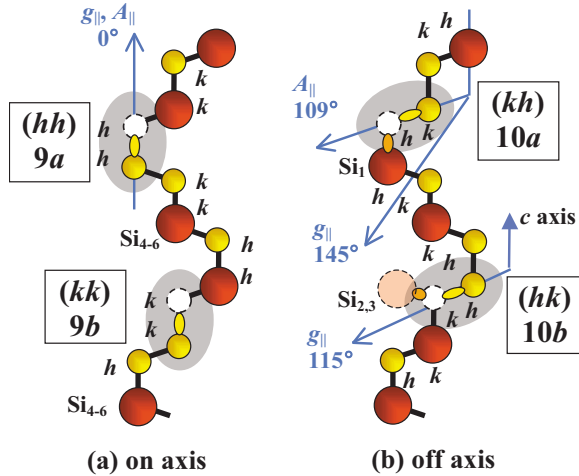 g∥, A∥
0°
h
k
k
(hh)
9a
h
h
k
k
Si4-6
h
h
(kk)
9b
k
k
h
Si4-6
(a) on axis
h
k
A∥
109°
k
h
(kh)
10a
Si1
h
k
k
g∥
145°
h
c axis
Si2,3
h
k
(hk)
10b
g∥
115°
k
h
(b) off axis